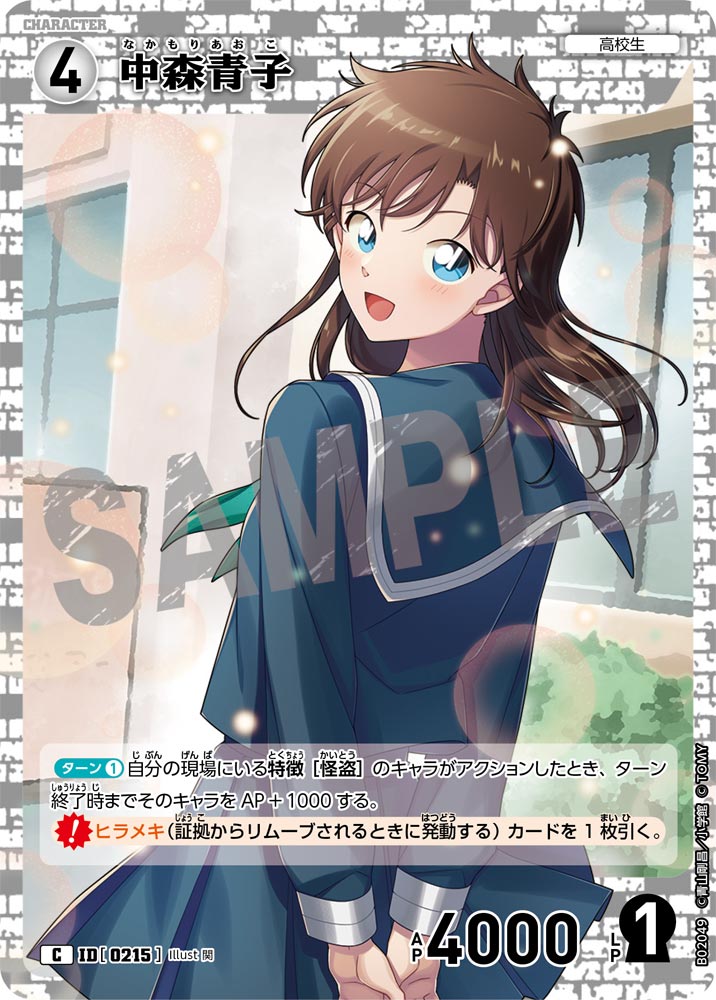 CHARACTER
4
なかもりあおこ
中森青子
高校生
SAMPLE
ターン1 自分の現場にいる特徴［怪盗］のキャラがアクションしたとき、ターン
終了時までそのキャラをAP＋1000する。
ヒラメキ(証拠からリムーブされるときに発動する) カードを1枚引く。
C ID[0215] Illust 関
AP 4000
LP 1
B02049 ©青山剛昌／小学館 ©TOMY